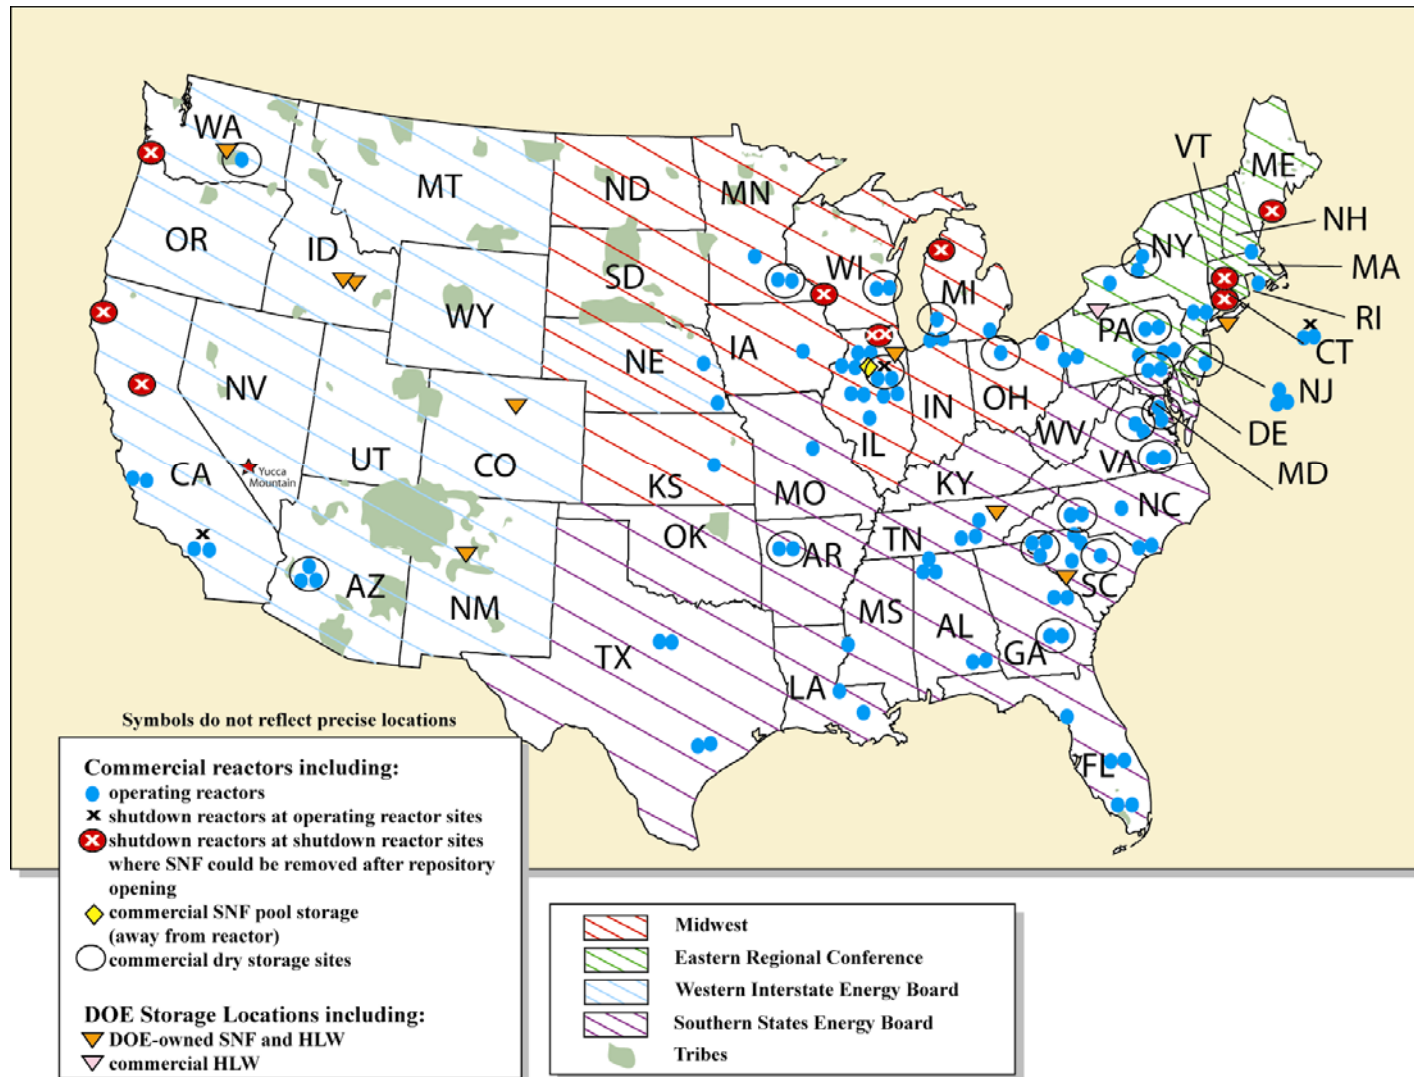 WA
MT
ND
MN
VT
ME
OR
ID
SD
WI
MI
NY
NH
MA
WY
NE
IA
PA
RI
CT
NV
UT
CO
IL
IN
OH
WV
NJ
DE
MD
CA
Yucca
Mountain
KS
MO
KY
VA
NC
AZ
NM
OK
AR
TN
SC
TX
LA
MS
AL
GA
FL
Symbols do not reflect precise locations
Commercial reactors including:
operating reactors
shutdown reactors at operating reactor sites
shutdown reactors at shutdown reactor sites
where SNF could be removed after repository
opening
commercial SNF pool storage
(away from reactor)
commercial dry storage sites
DOE Storage Locations including:
DOE-owned SNF and HLW
commercial HLW
Midwest
Eastern Regional Conference
Western Interstate Energy Board
Southern States Energy Board
Tribes